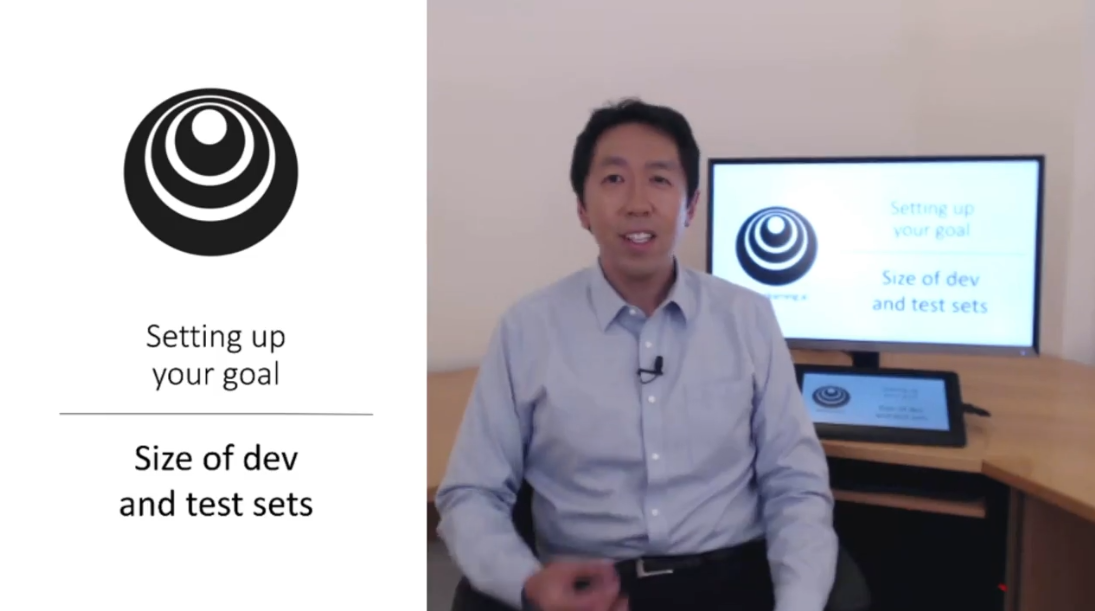 Setting up
your goal
Size of dev
and test sets
Setting up
your goal
Size of dev
and test sets